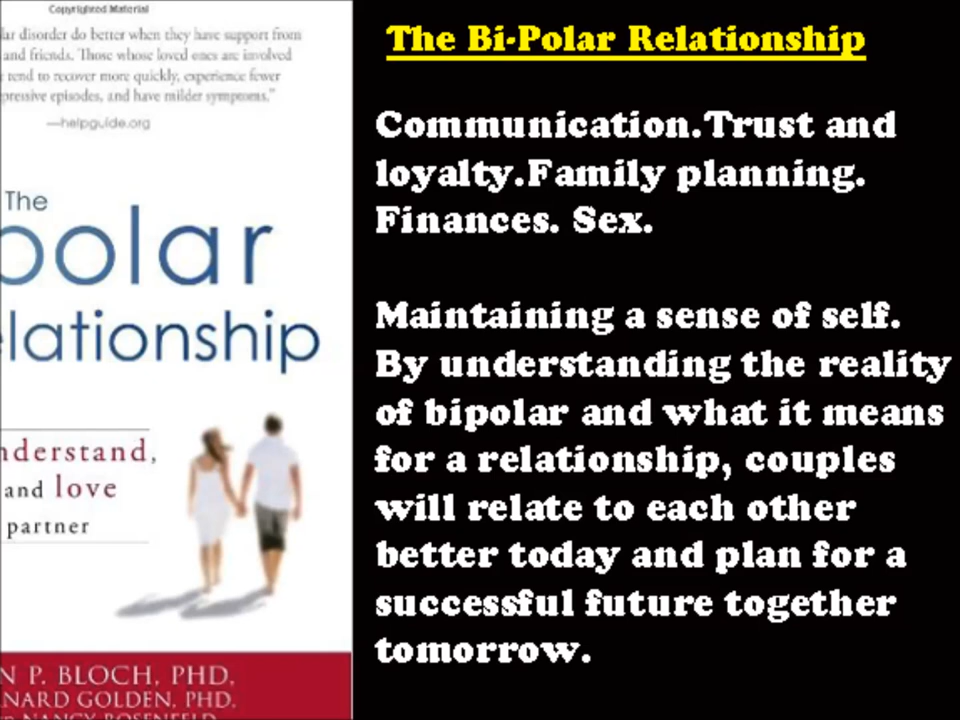 Copyrighted Material
lar disorder do better when they have support from
and friends. Those whose loved ones are involved
tend to recover more quickly, experience fewer
pressive episodes, and have milder symptoms."
—helpguide.org
The
polar
elationship
nderstand,
and love
partner
N P. BLOCH, PHD,
NARD GOLDEN, PHD,
NANCY ROSENFELD
The Bi-Polar Relationship
Communication.Trust and
loyalty.Family planning.
Finances. Sex.
Maintaining a sense of self.
By understanding the reality
of bipolar and what it means
for a relationship, couples
will relate to each other
better today and plan for a
successful future together
tomorrow.